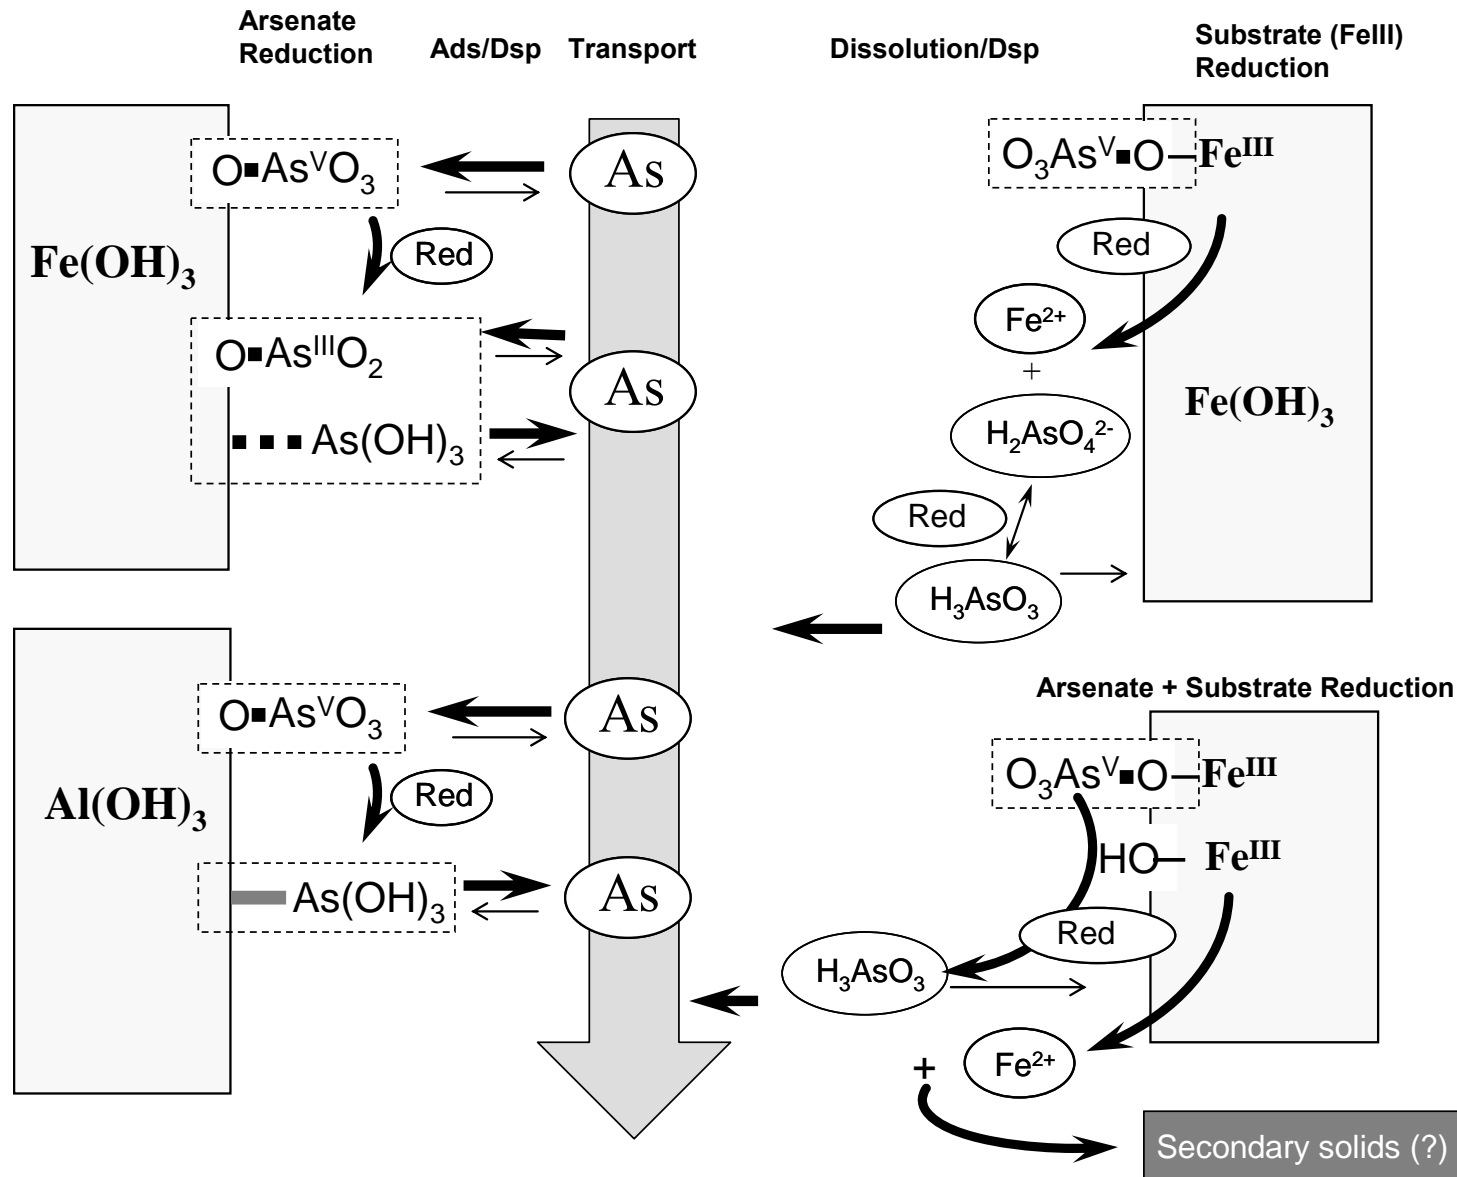 Arsenate
Reduction
Ads/Dsp
Transport
Dissolution/Dsp
Substrate (FeIII)
Reduction
O▪AsⱽO₃
As
O₃Asⱽ▪O–Feᴵᴵᴵ
Red
Red
Fe(OH)₃
Fe²⁺
+
O▪AsᴵᴵᴵO₂
As
Fe(OH)₃
▪▪▪As(OH)₃
H₂AsO₄²⁻
Red
H₃AsO₃
Arsenate + Substrate Reduction
O▪AsⱽO₃
As
O₃Asⱽ▪O–Feᴵᴵᴵ
Red
Al(OH)₃
HO– Feᴵᴵᴵ
As(OH)₃
As
Red
H₃AsO₃
+ Fe²⁺
Secondary solids (?)